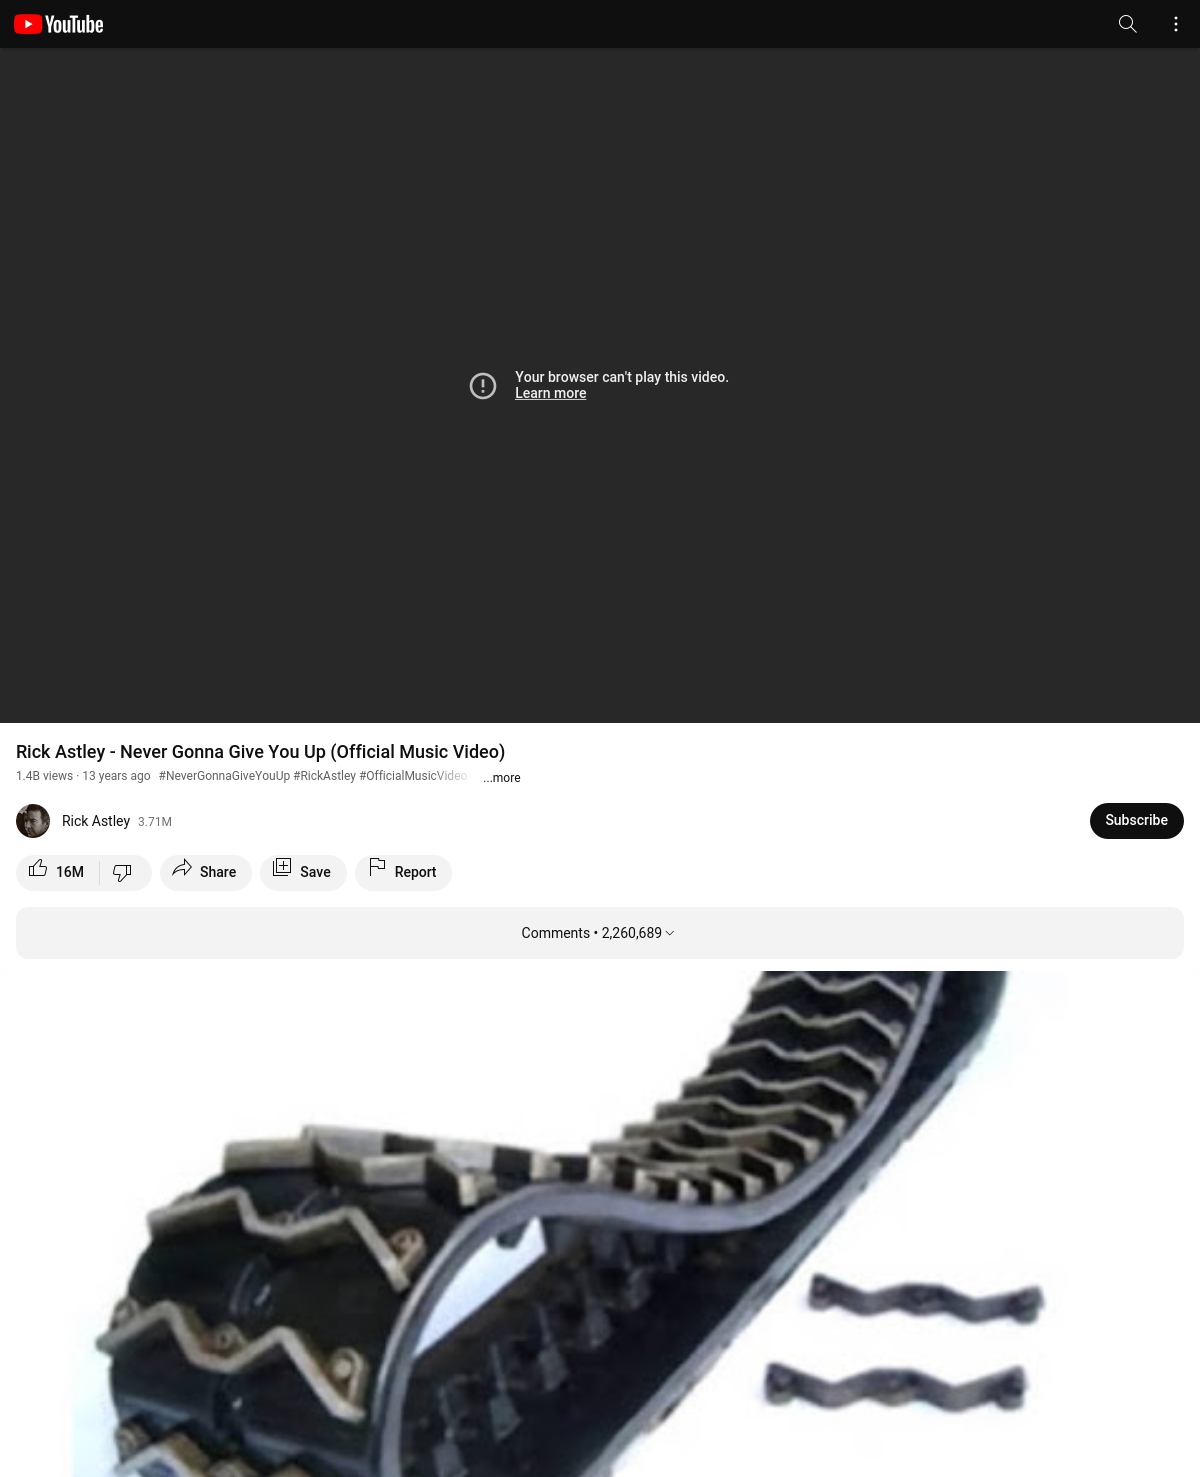 YouTube
Your browser can't play this video.
Learn more
Rick Astley - Never Gonna Give You Up (Official Music Video)
1.4B views · 13 years ago #NeverGonnaGiveYouUp #RickAstley #OfficialMusicVideo ...more
Rick Astley 3.71M
Subscribe
16M Share Save Report
Comments • 2,260,689